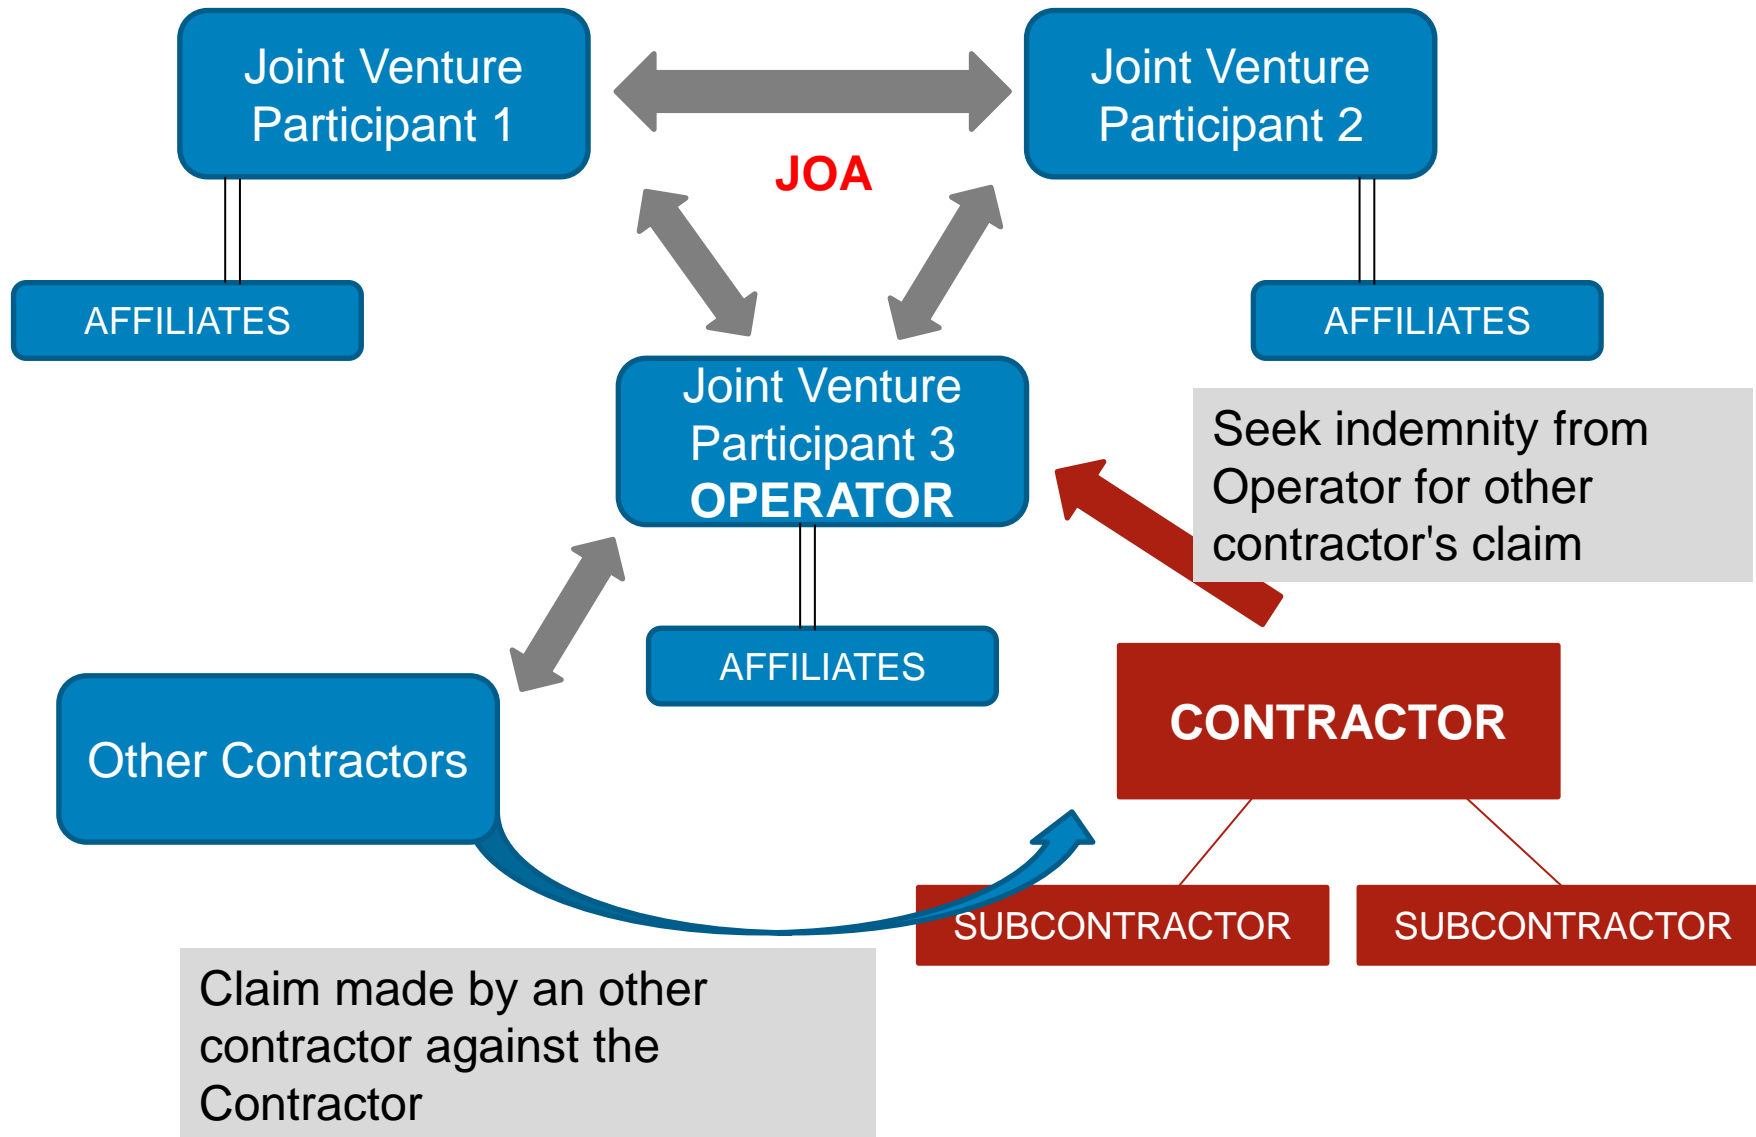 Joint Venture
Participant 1
Joint Venture
Participant 2
JOA
AFFILIATES
AFFILIATES
Joint Venture
Participant 3
OPERATOR
Seek indemnity from
Operator for other
contractor's claim
AFFILIATES
CONTRACTOR
Other Contractors
SUBCONTRACTOR
SUBCONTRACTOR
Claim made by an other
contractor against the
Contractor